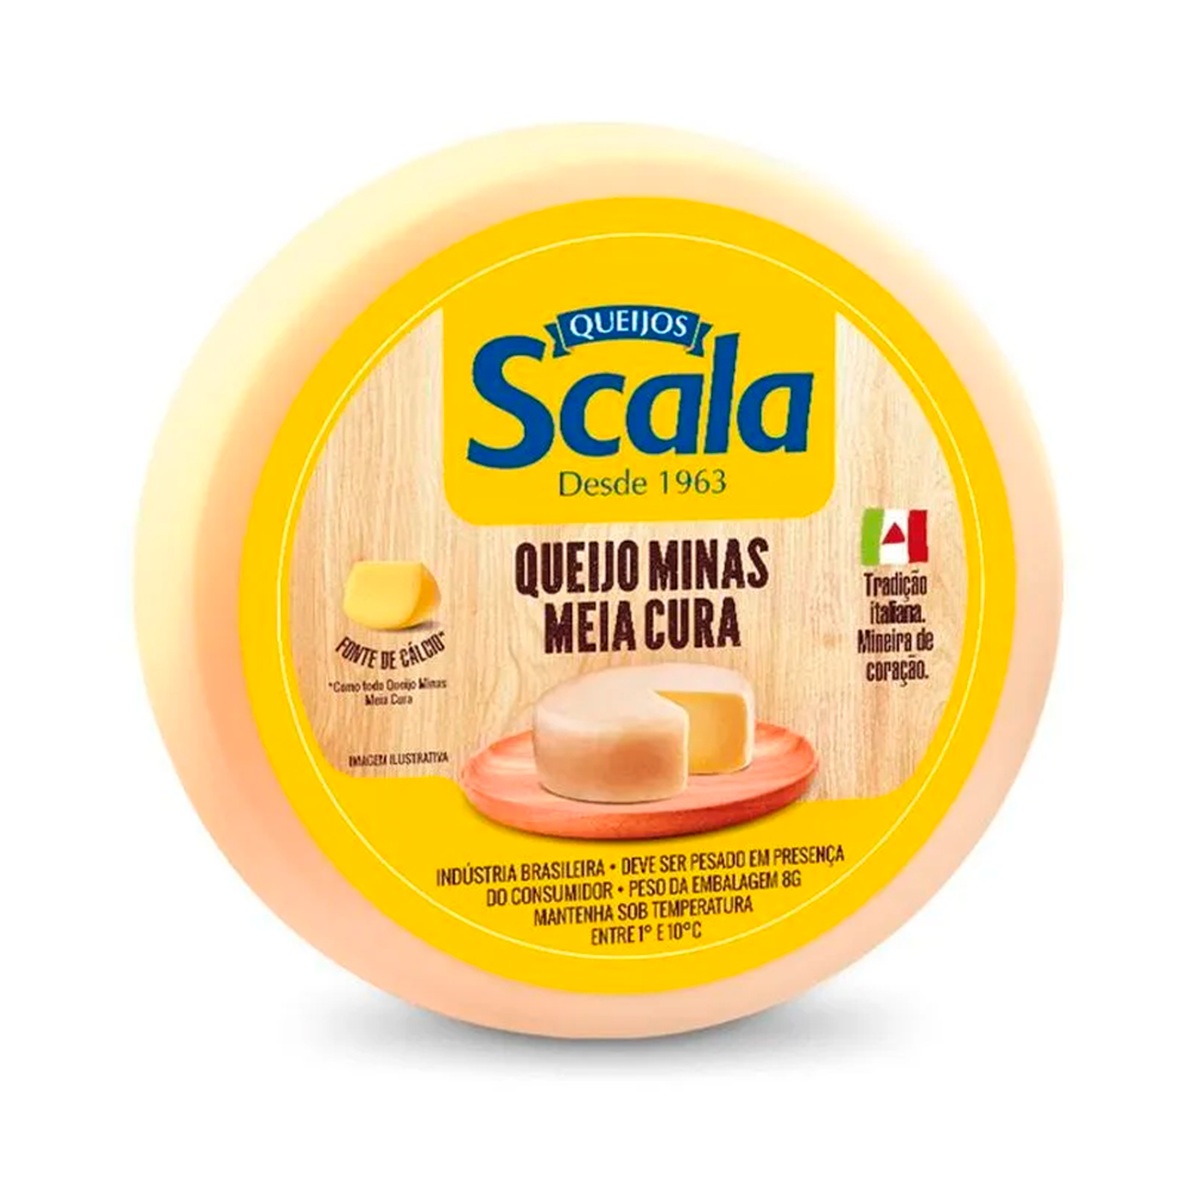 QUEIJOS
Scala
Desde 1963
QUEIJO MINAS
MEIA CURA
FONTE DE CÁLCIO*
*Como todo Queijo Minas
Meia Cura
IMAGEM ILUSTRATIVA
Tradição
italiana.
Mineira de
coração.
INDÚSTRIA BRASILEIRA • DEVE SER PESADO EM PRESENÇA
DO CONSUMIDOR • PESO DA EMBALAGEM 8G
MANTENHA SOB TEMPERATURA
ENTRE 1° E 10°C